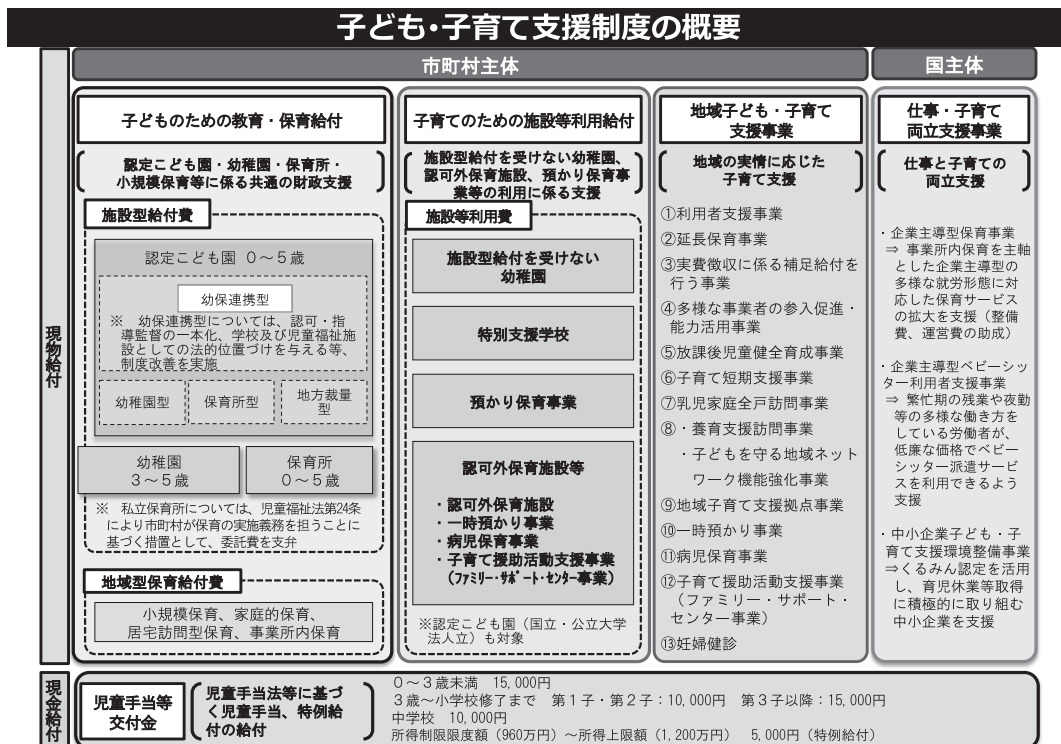 子ども･子育て支援制度の概要
市町村主体
国主体
現物給付
子どものための教育・保育給付
認定こども園・幼稚園・保育所・
小規模保育等に係る共通の財政支援
施設型給付費
認定こども園 0～5歳
幼保連携型
※ 幼保連携型については、認可・指
導監督の一本化、学校及び児童福祉施
設としての法的位置づけを与える等、
制度改善を実施
幼稚園型
保育所型
地方裁量
型
幼稚園
3～5歳
保育所
0～5歳
※ 私立保育所については、児童福祉法第24条
により市町村が保育の実施義務を担うことに
基づく措置として、委託費を支弁
地域型保育給付費
小規模保育、家庭的保育、
居宅訪問型保育、事業所内保育
子育てのための施設等利用給付
施設型給付を受けない幼稚園、
認可外保育施設、預かり保育事
業等の利用に係る支援
施設等利用費
施設型給付を受けない
幼稚園
特別支援学校
預かり保育事業
認可外保育施設等
・認可外保育施設
・一時預かり事業
・病児保育事業
・子育て援助活動支援事業
（ﾌｧﾐﾘｰ･ｻﾎﾟｰﾄ･ｾﾝﾀｰ事業）
※認定こども園（国立・公立大学
法人立）も対象
地域子ども・子育て
支援事業
地域の実情に応じた
子育て支援
①利用者支援事業
②延長保育事業
③実費徴収に係る補足給付を
行う事業
④多様な事業者の参入促進・
能力活用事業
⑤放課後児童健全育成事業
⑥子育て短期支援事業
⑦乳児家庭全戸訪問事業
⑧・養育支援訪問事業
・子どもを守る地域ネット
ワーク機能強化事業
⑨地域子育て支援拠点事業
⑩一時預かり事業
⑪病児保育事業
⑫子育て援助活動支援事業
（ファミリー・サポート・
センター事業）
⑬妊婦健診
仕事・子育て
両立支援事業
仕事と子育ての
両立支援
・企業主導型保育事業
⇒ 事業所内保育を主軸
とした企業主導型の
多様な就労形態に対
応した保育サービス
の拡大を支援（整備
費、運営費の助成）
・企業主導型ベビーシッ
ター利用者支援事業
⇒ 繁忙期の残業や夜勤
等の多様な働き方を
している労働者が、
低廉な価格でベビー
シッター派遣サービ
スを利用できるよう
支援
・中小企業子ども・子
育て支援環境整備事業
⇒くるみん認定を活用
し、育児休業等取得
に積極的に取り組む
中小企業を支援
現金給付
児童手当等
交付金
児童手当法等に基づ
く児童手当、特例給
付の給付
0～3歳未満 15,000円
3歳～小学校修了まで 第1子・第2子：10,000円 第3子以降：15,000円
中学校 10,000円
所得制限限度額（960万円）～所得上限額（1,200万円） 5,000円（特例給付）